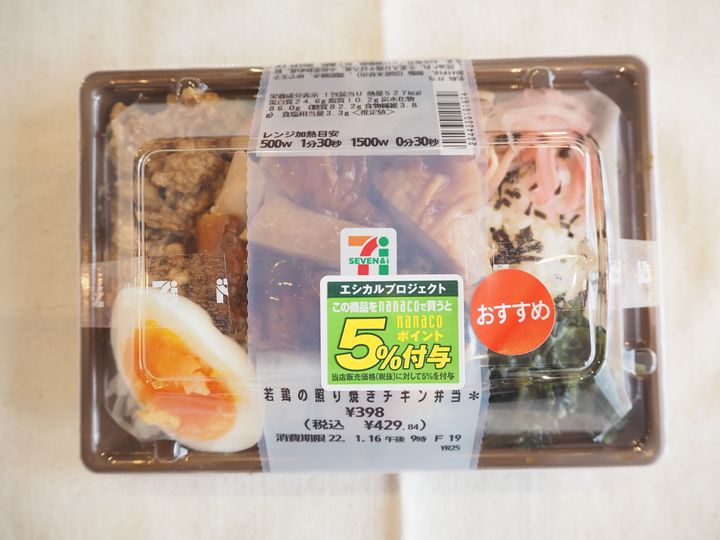 栄養成分表示 1包装当り 熱量527kcal
蛋白質24.6g 脂質10.2g 炭水化物
86.0g (糖質82.2g 食物繊維3.8
g) 食塩相当量3.3g <推定値>
レンジ加熱目安
500W 1分30秒 1500W 0分30秒
SEVEN&i
エシカルプロジェクト
この商品をnanacoで買うと
nanaco
ポイント
5%付与
当店販売価格(税抜)に対して5%を付与
おすすめ
若鶏の照り焼きチキン弁当*
¥398
(税込 ¥429.84)
消費期限22. 1.16午後 9時 F 19
YR25